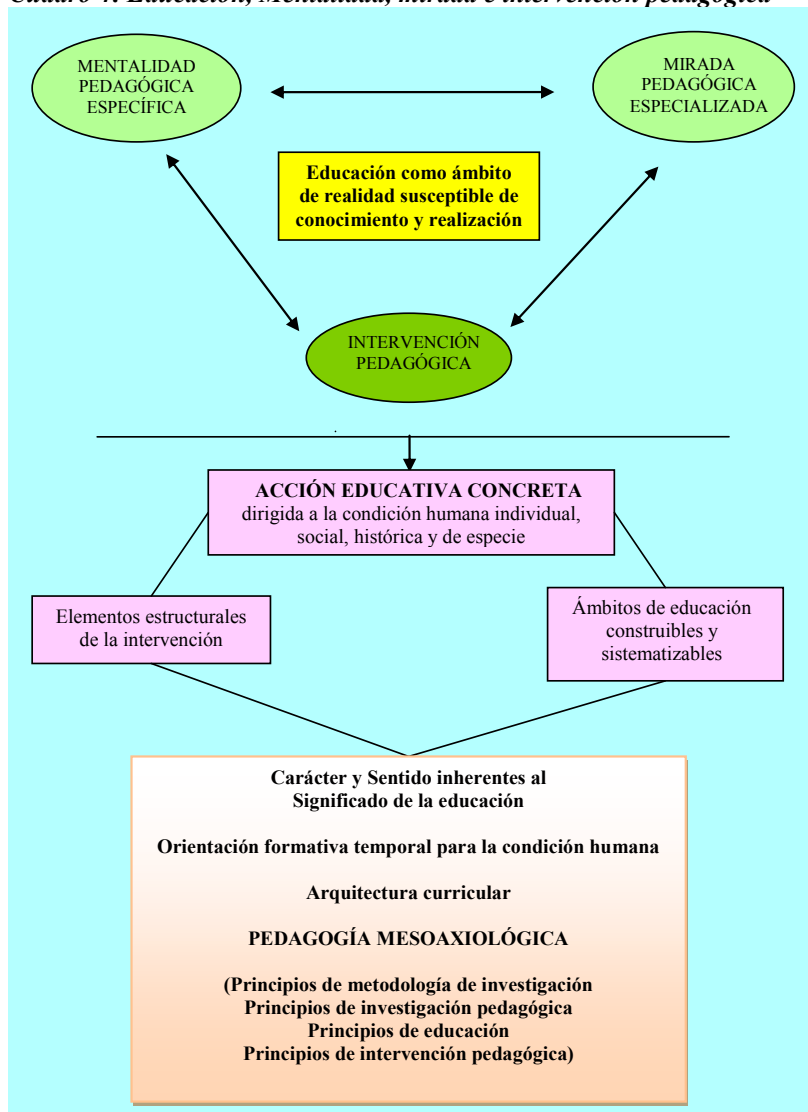 Cuadro 4: Educación, Mentalidad, mirada e intervención pedagógica
MENTALIDAD
PEDAGÓGICA
ESPECÍFICA
MIRADA
PEDAGÓGICA
ESPECIALIZADA
Educación como ámbito
de realidad susceptible de
conocimiento y realización
INTERVENCIÓN
PEDAGÓGICA
ACCIÓN EDUCATIVA CONCRETA
dirigida a la condición humana individual,
social, histórica y de especie
Elementos estructurales
de la intervención
Ámbitos de educación
construibles y
sistematizables
Carácter y Sentido inherentes al
Significado de la educación
Orientación formativa temporal para la condición humana
Arquitectura curricular
PEDAGOGÍA MESOAXIOLÓGICA
(Principios de metodología de investigación
Principios de investigación pedagógica
Principios de educación
Principios de intervención pedagógica)